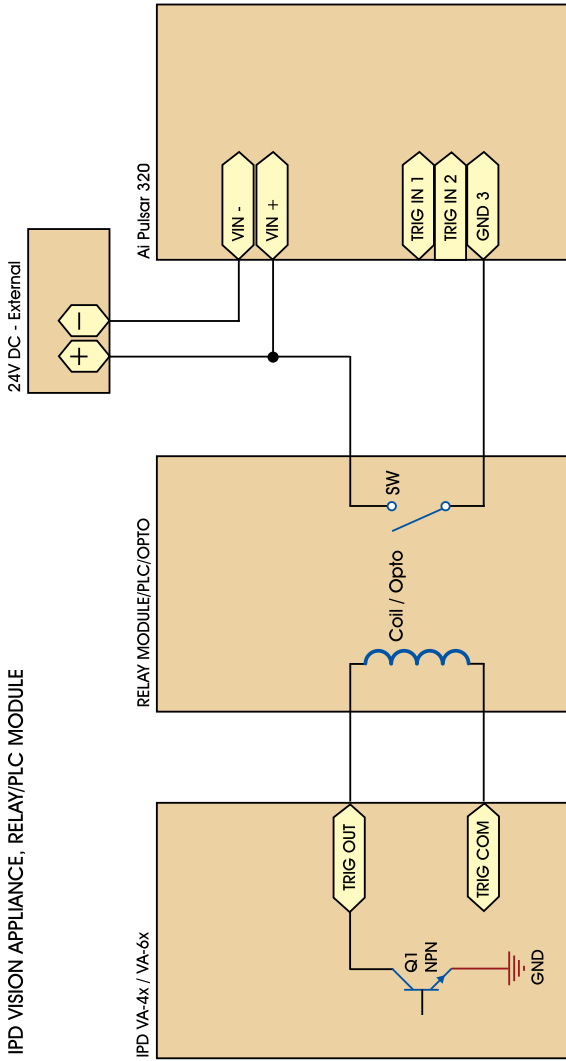 IPD VISION APPLIANCE, RELAY/PLC MODULE
IPD VA-4x / VA-6x
Q1
NPN
GND
TRIG OUT
TRIG COM
RELAY MODULE/PLC/OPTO
Coil / Opto
SW
24V DC - External
+
−
Ai Pulsar 320
VIN -
VIN +
TRIG IN 1
TRIG IN 2
GND 3